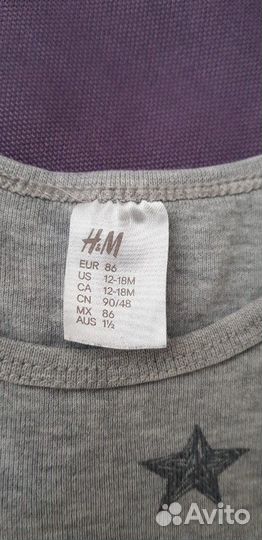 H&M
EUR 86
US 12-18M
CA 12-18M
CN 90/48
MX 86
AUS 1½
Avito